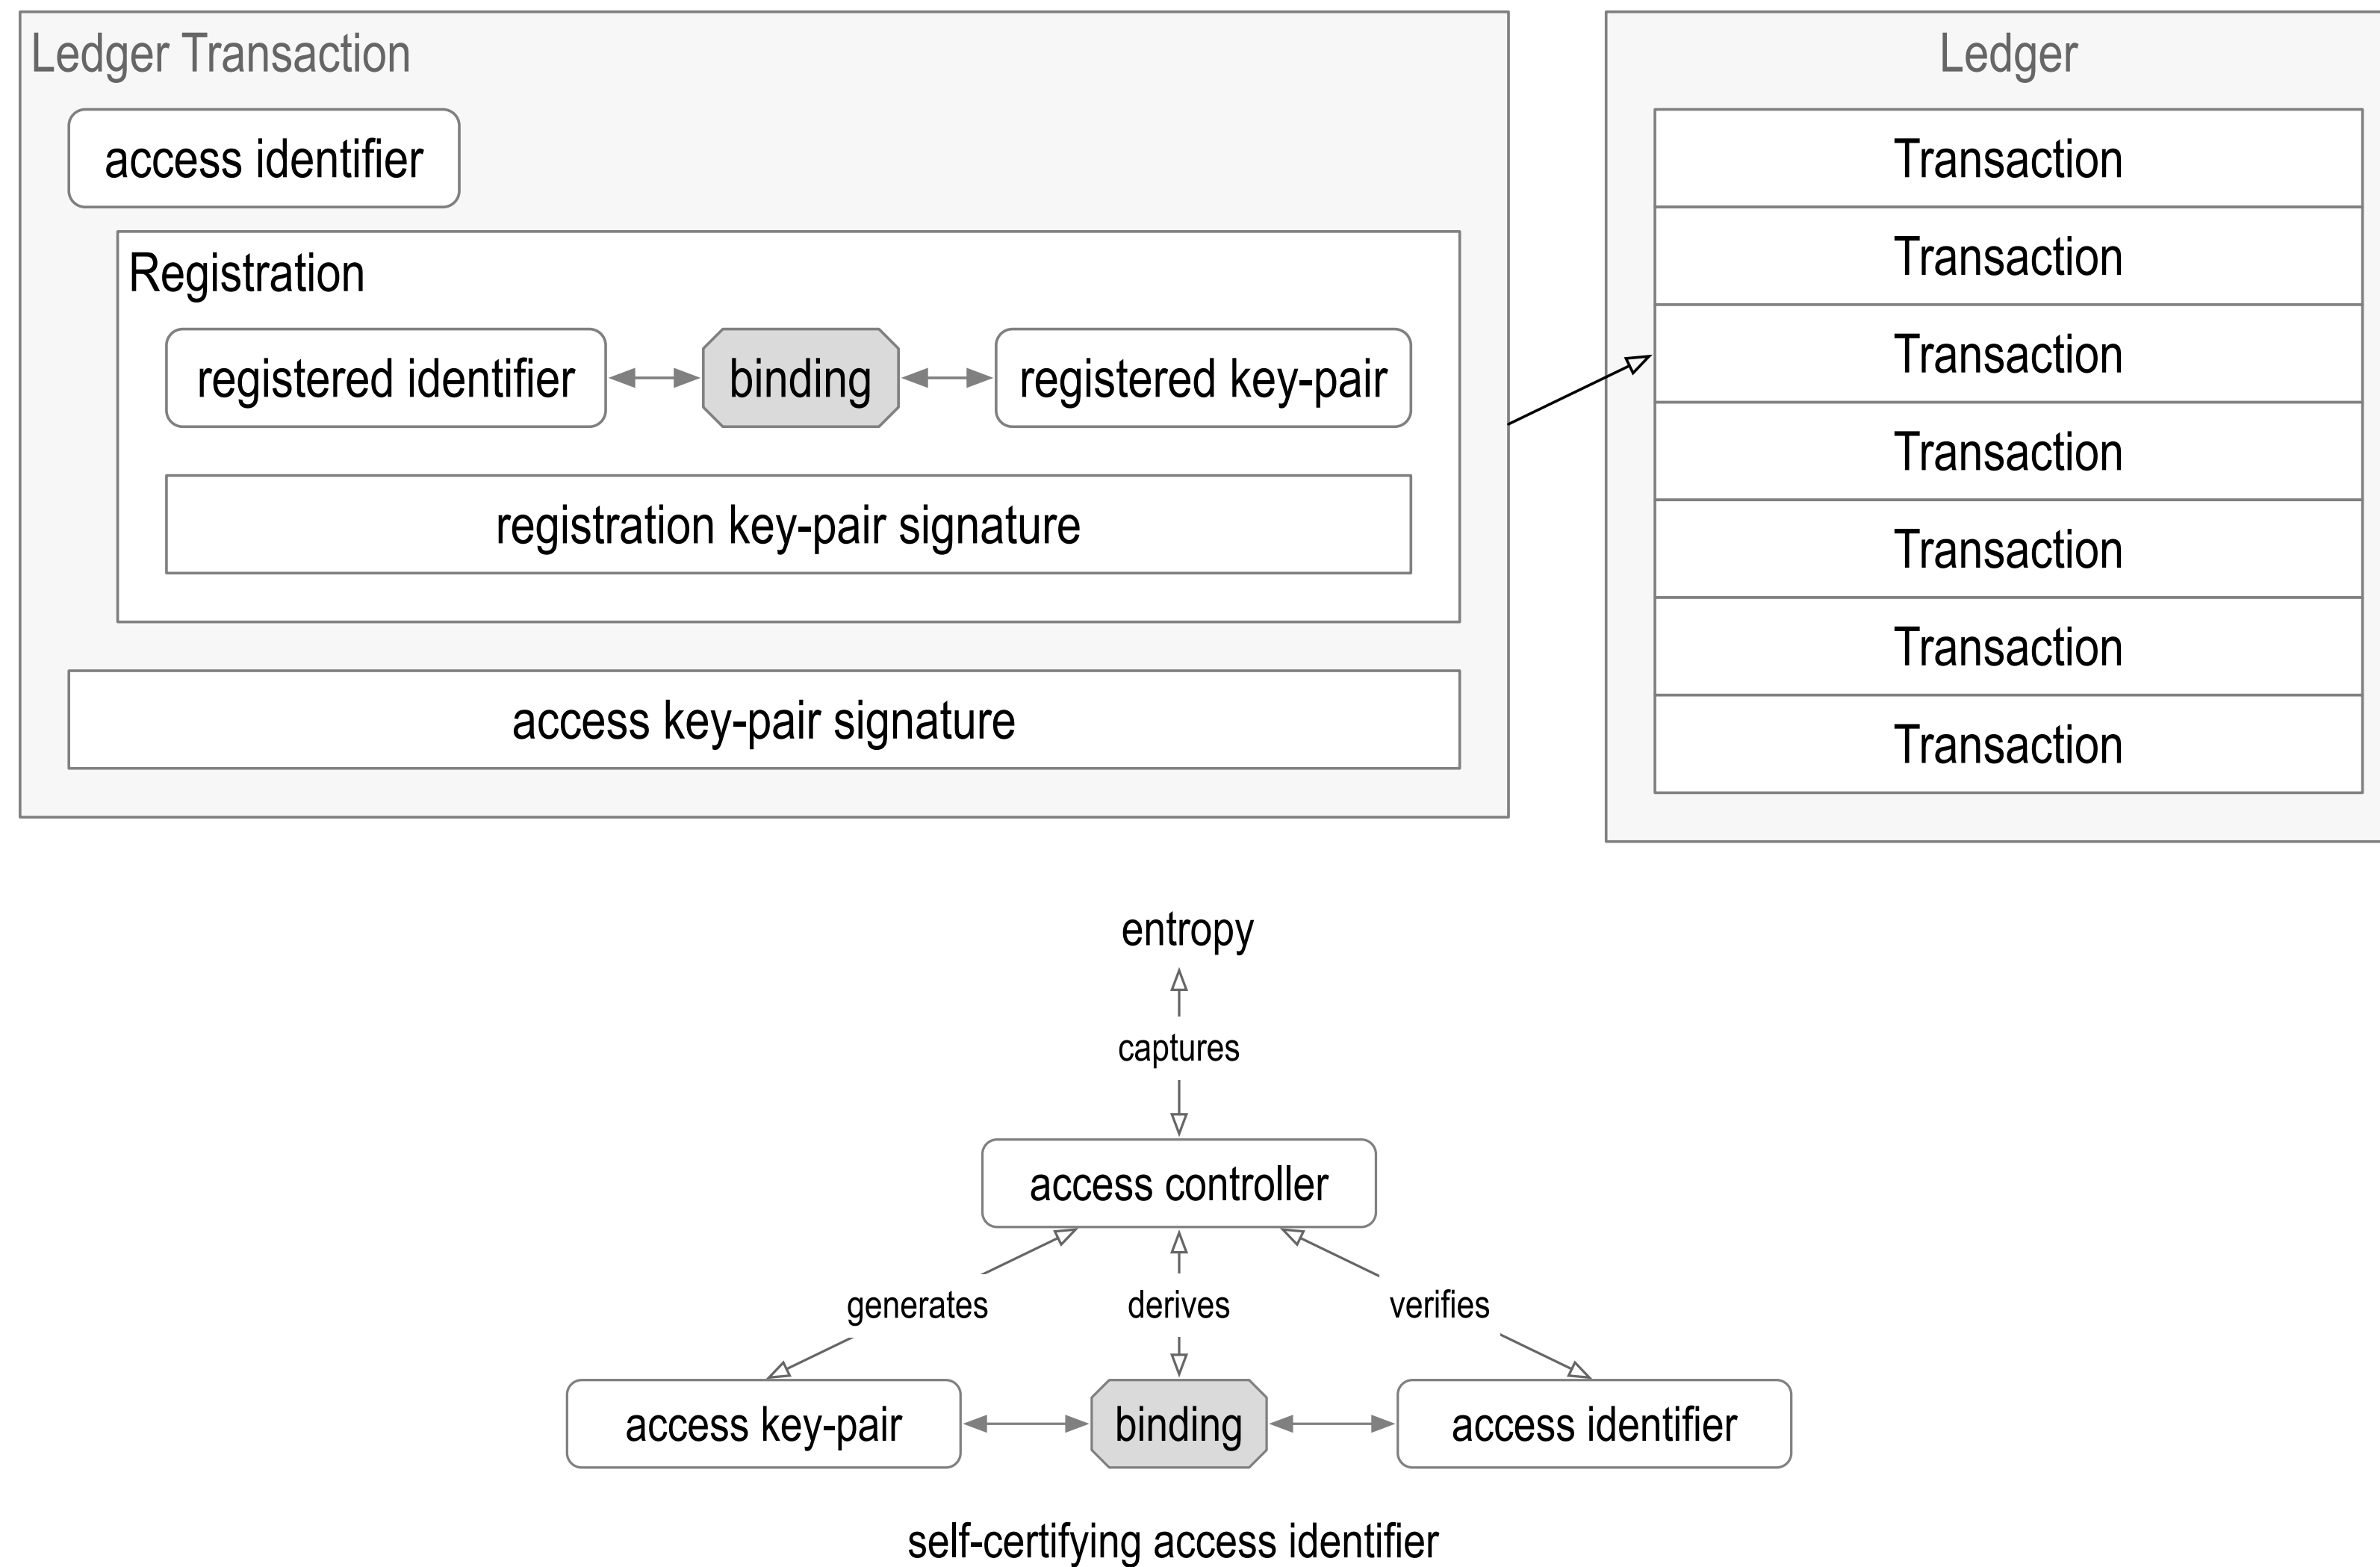 Ledger Transaction
access identifier
Registration
registered identifier
binding
registered key-pair
registration key-pair signature
access key-pair signature
Ledger
Transaction
Transaction
Transaction
Transaction
Transaction
Transaction
Transaction
entropy
captures
access controller
generates
derives
verifies
access key-pair
binding
access identifier
self-certifying access identifier